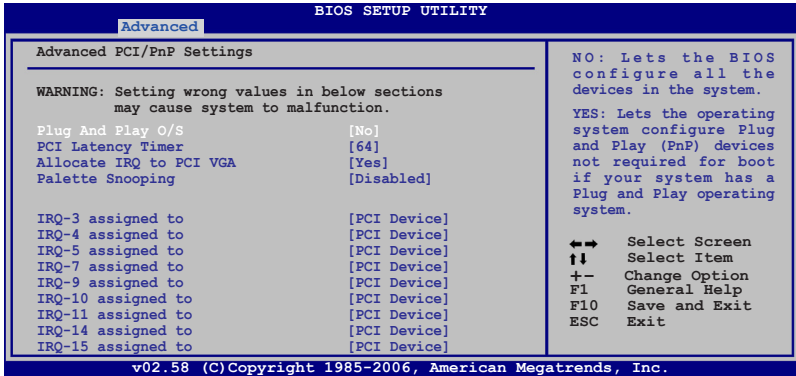 BIOS SETUP UTILITY
Advanced
Advanced PCI/PnP Settings
WARNING: Setting wrong values in below sections
may cause system to malfunction.
Plug And Play O/S [No]
PCI Latency Timer [64]
Allocate IRQ to PCI VGA [Yes]
Palette Snooping [Disabled]
IRQ-3 assigned to [PCI Device]
IRQ-4 assigned to [PCI Device]
IRQ-5 assigned to [PCI Device]
IRQ-7 assigned to [PCI Device]
IRQ-9 assigned to [PCI Device]
IRQ-10 assigned to [PCI Device]
IRQ-11 assigned to [PCI Device]
IRQ-14 assigned to [PCI Device]
IRQ-15 assigned to [PCI Device]
NO: Lets the BIOS
configure all the
devices in the system.
YES: Lets the operating
system configure Plug
and Play (PnP) devices
not required for boot
if your system has a
Plug and Play operating
system.
←→ Select Screen
↑↓ Select Item
+- Change Option
F1 General Help
F10 Save and Exit
ESC Exit
v02.58 (C)Copyright 1985-2006, American Megatrends, Inc.